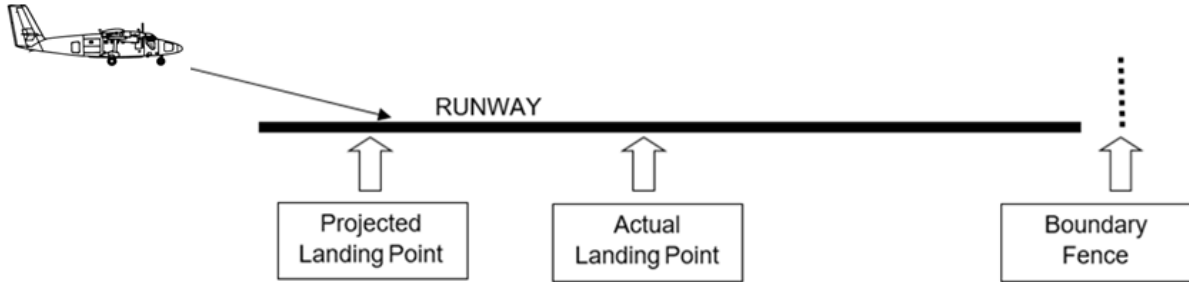 RUNWAY
Projected
Landing Point
Actual
Landing Point
Boundary
Fence